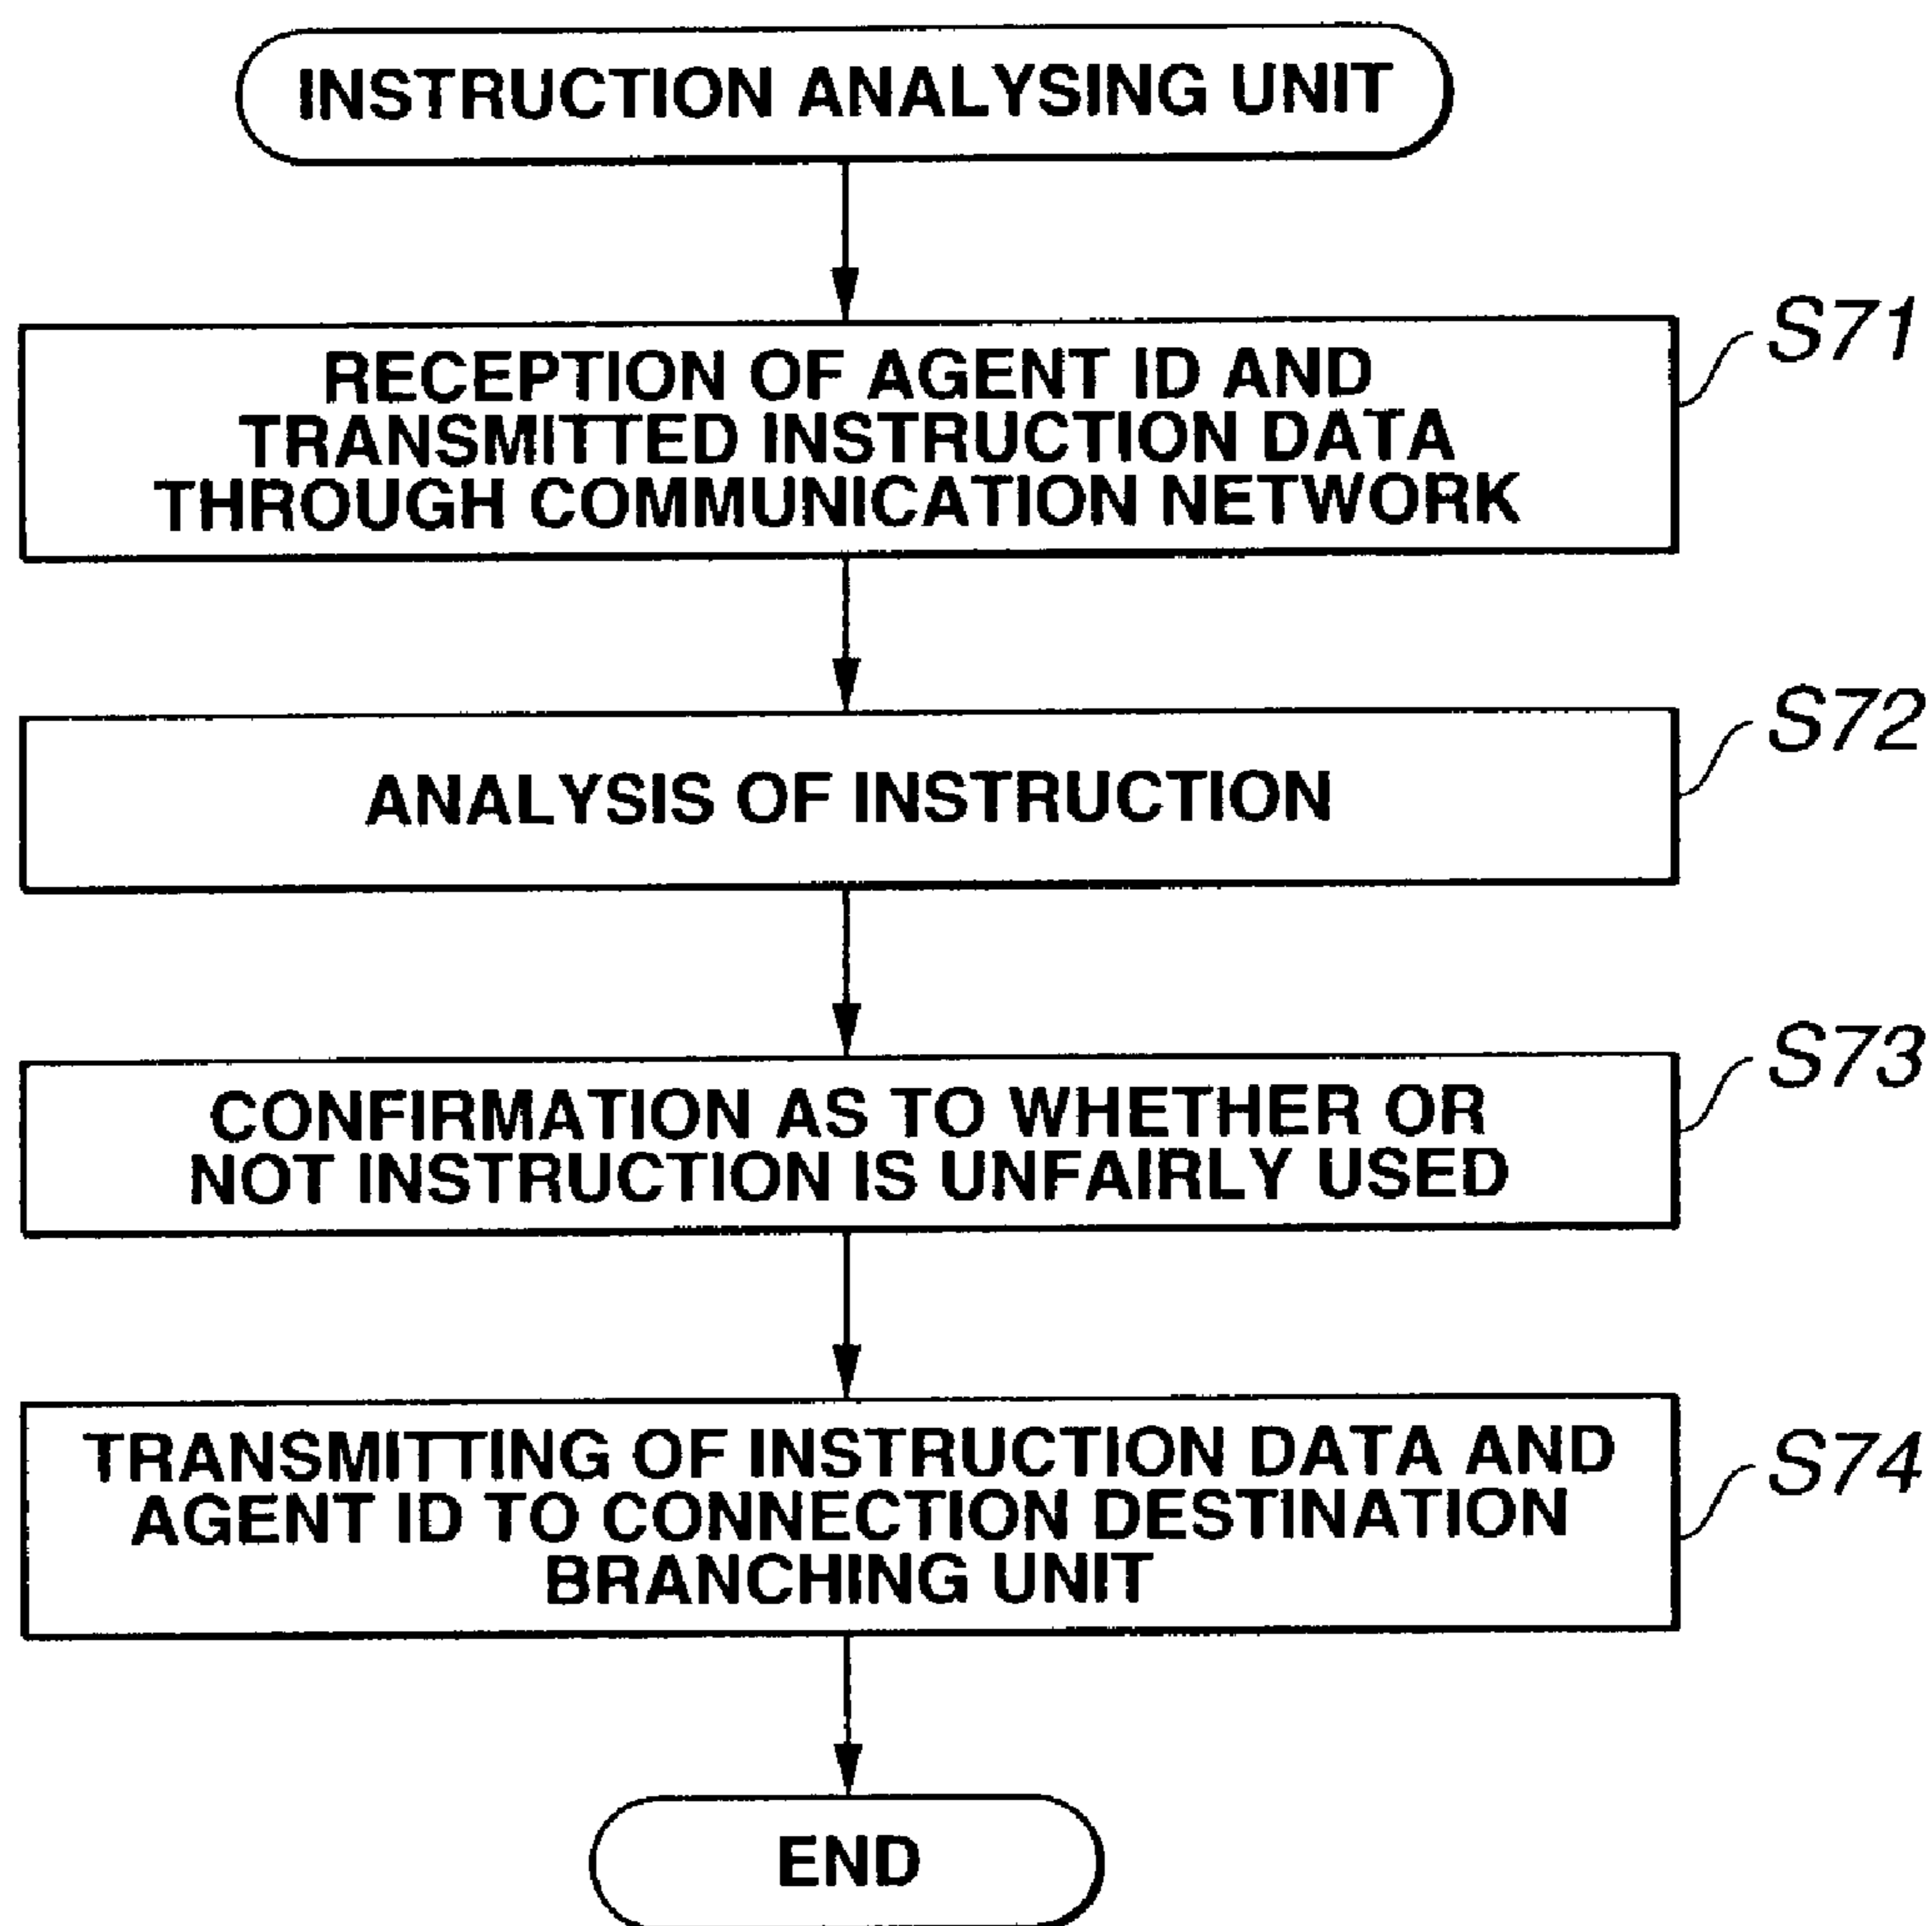 INSTRUCTION ANALYSING UNIT
S71
RECEPTION OF AGENT ID AND
TRANSMITTED INSTRUCTION DATA
THROUGH COMMUNICATION NETWORK
S72
ANALYSIS OF INSTRUCTION
S73
CONFIRMATION AS TO WHETHER OR
NOT INSTRUCTION IS UNFAIRLY USED
S74
TRANSMITTING OF INSTRUCTION DATA AND
AGENT ID TO CONNECTION DESTINATION
BRANCHING UNIT
END